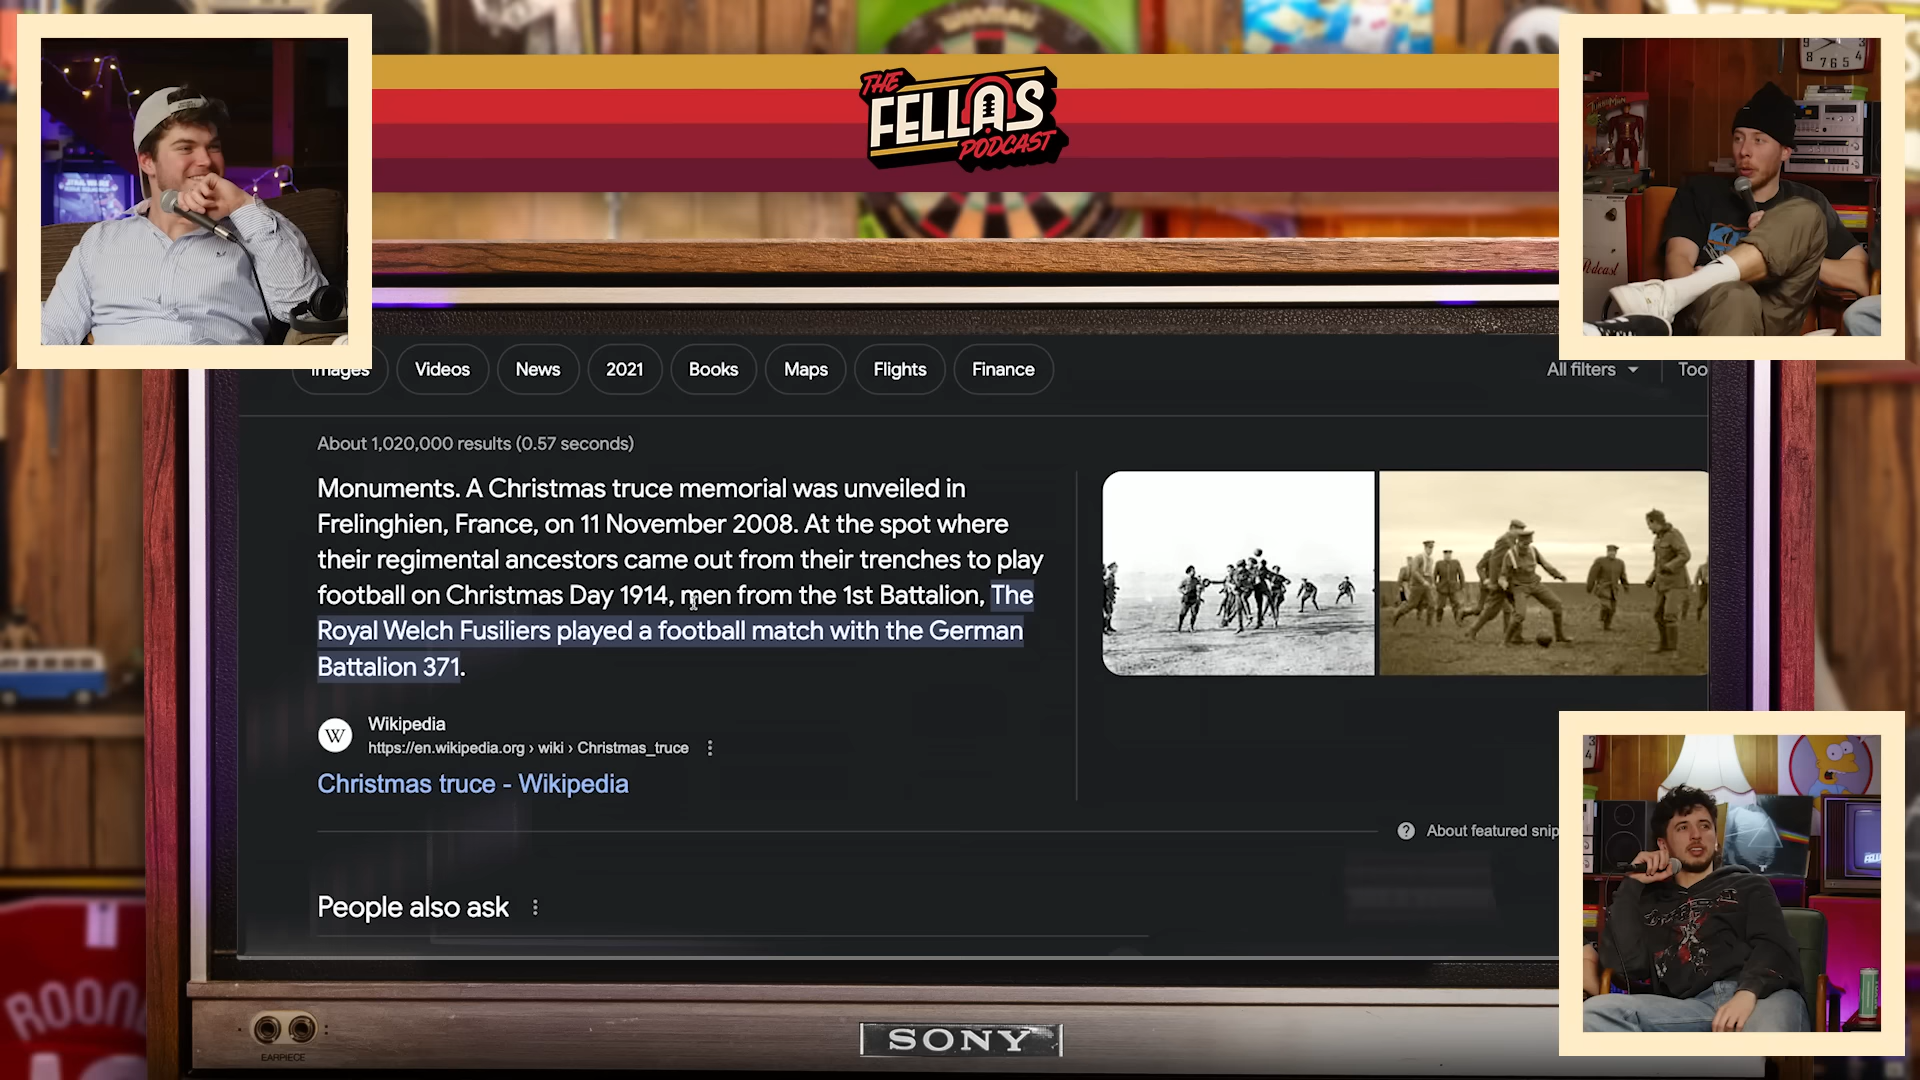 THE
FELLAS
PODCAST
Images
Videos
News
2021
Books
Maps
Flights
Finance
All filters
Too
About 1,020,000 results (0.57 seconds)
Monuments. A Christmas truce memorial was unveiled in
Frelinghien, France, on 11 November 2008. At the spot where
their regimental ancestors came out from their trenches to play
football on Christmas Day 1914, men from the 1st Battalion, The
Royal Welch Fusiliers played a football match with the German
Battalion 371.
W
Wikipedia
https://en.wikipedia.org › wiki › Christmas_truce
Christmas truce - Wikipedia
About featured snip
People also ask
ROON
EARPIECE
SONY